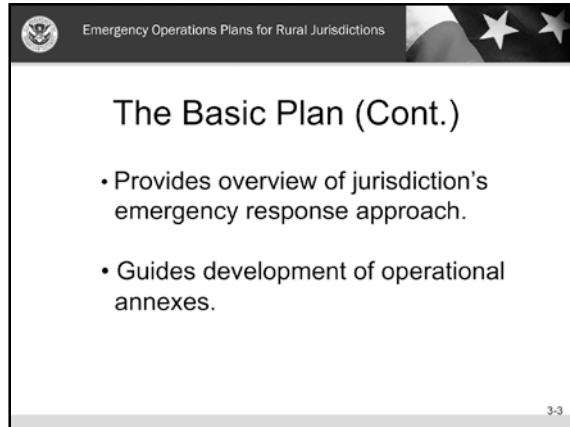 Emergency Operations Plans for Rural Jurisdictions
The Basic Plan (Cont.)
• Provides overview of jurisdiction's
emergency response approach.
• Guides development of operational
annexes.
3-3